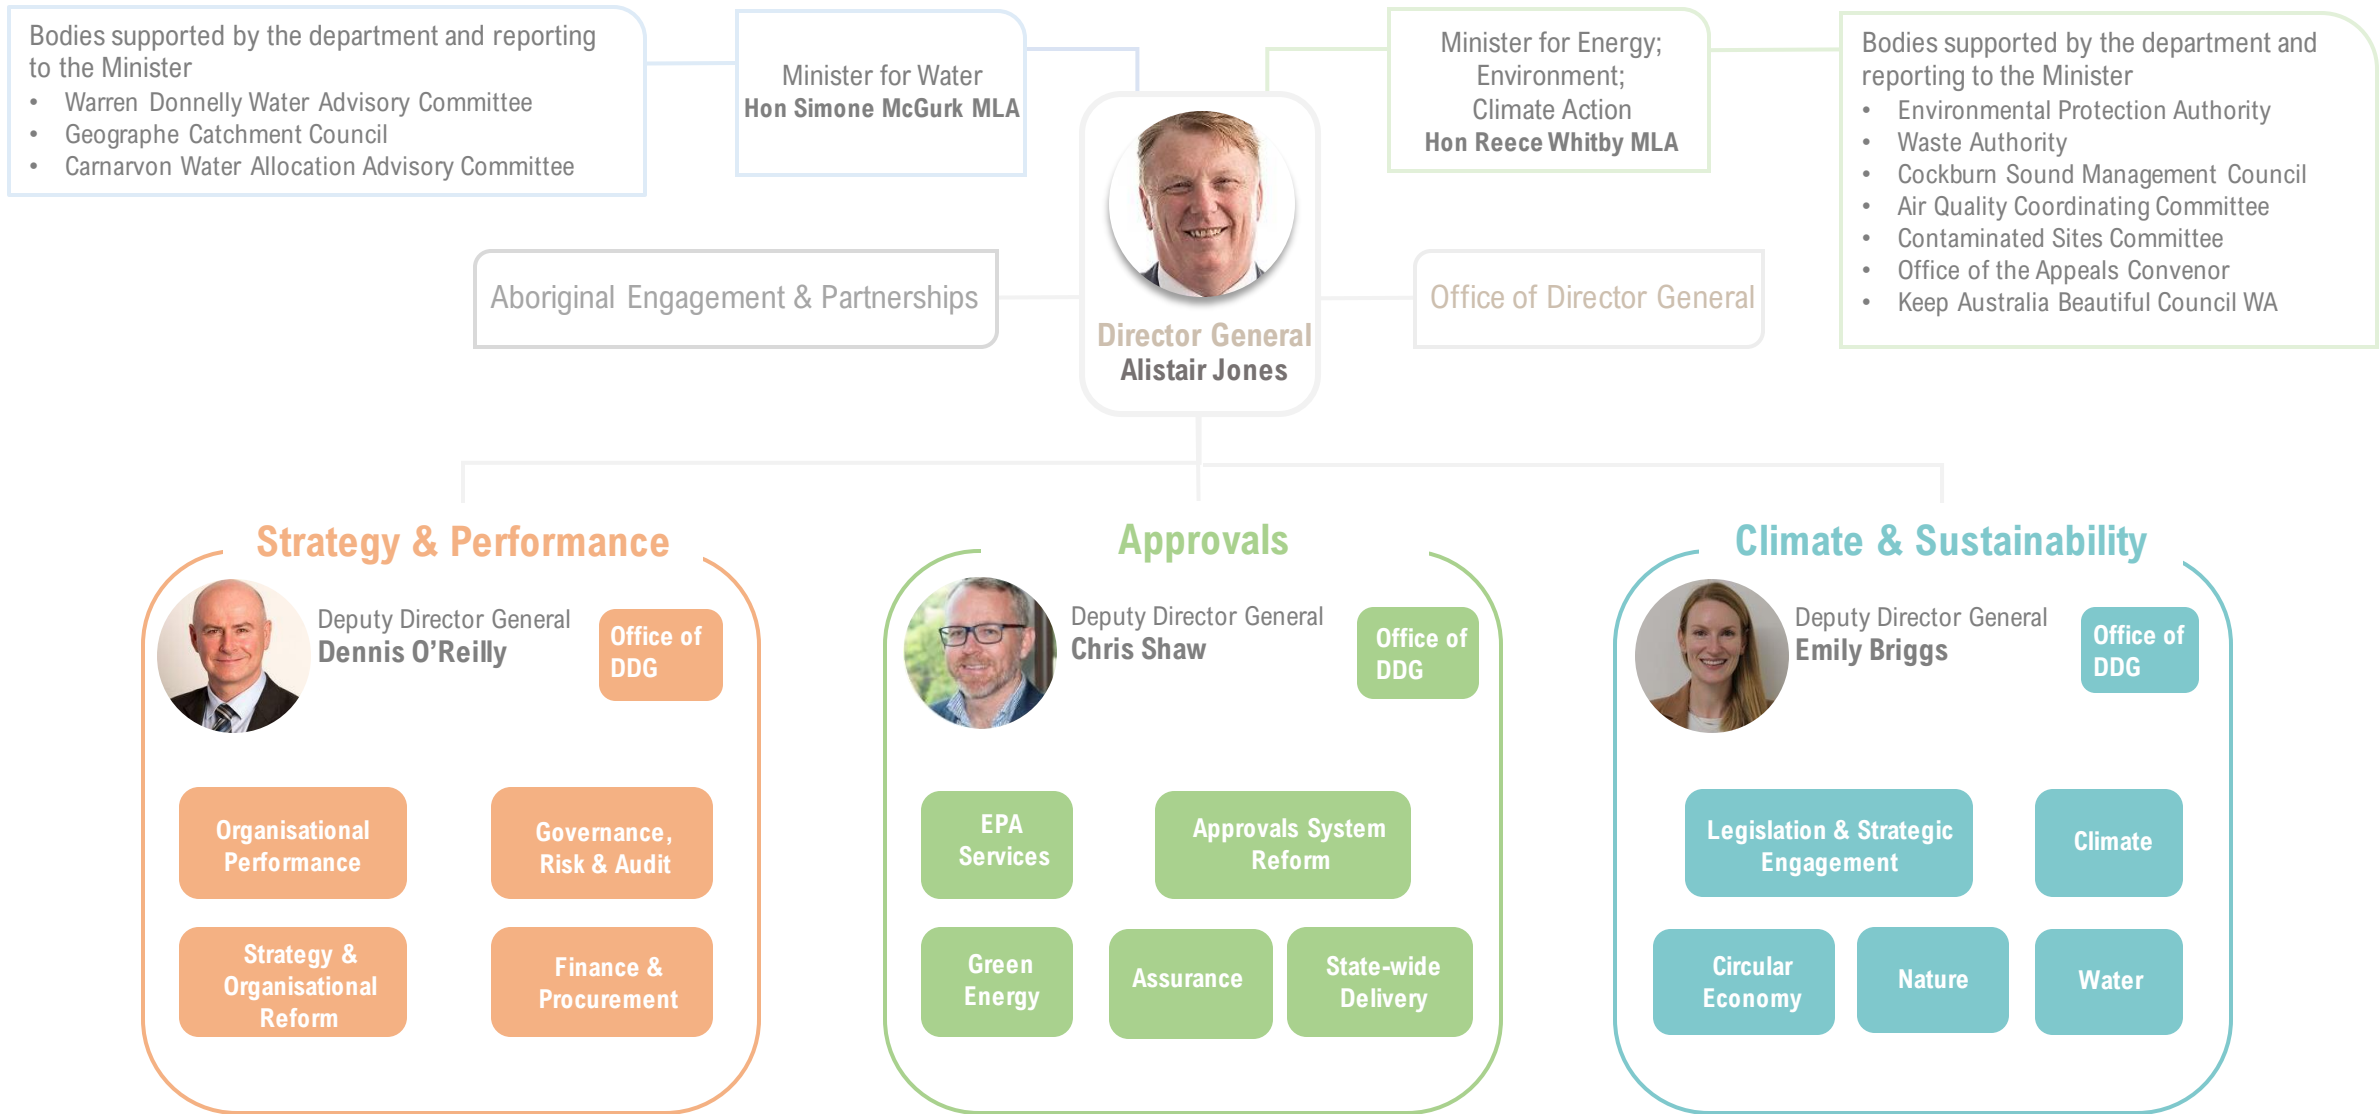 Bodies supported by the department and reporting
to the Minister
• Warren Donnelly Water Advisory Committee
• Geographe Catchment Council
• Carnarvon Water Allocation Advisory Committee
Minister for Water
Hon Simone McGurk MLA
Minister for Energy;
Environment;
Climate Action
Hon Reece Whitby MLA
Bodies supported by the department and
reporting to the Minister
• Environmental Protection Authority
• Waste Authority
• Cockburn Sound Management Council
• Air Quality Coordinating Committee
• Contaminated Sites Committee
• Office of the Appeals Convenor
• Keep Australia Beautiful Council WA
Aboriginal Engagement & Partnerships
Director General
Alistair Jones
Office of Director General
Strategy & Performance
Deputy Director General
Dennis O’Reilly
Office of
DDG
Organisational
Performance
Governance,
Risk & Audit
Strategy &
Organisational
Reform
Finance &
Procurement
Approvals
Deputy Director General
Chris Shaw
Office of
DDG
EPA
Services
Approvals System
Reform
Green
Energy
Assurance
State-wide
Delivery
Climate & Sustainability
Deputy Director General
Emily Briggs
Office of
DDG
Legislation & Strategic
Engagement
Climate
Circular
Economy
Nature
Water